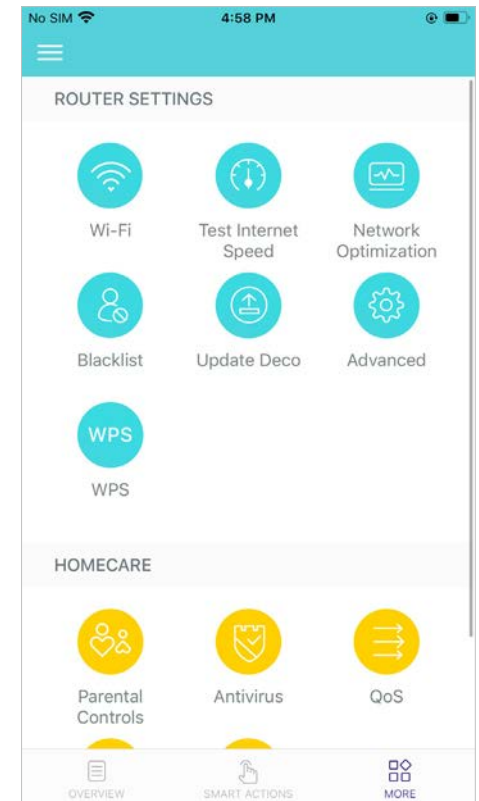 No SIM 4:58 PM
ROUTER SETTINGS
Wi-Fi Test Internet Network
Speed Optimization
Blacklist Update Deco Advanced
WPS
WPS
HOMECARE
Parental Antivirus QoS
Controls
OVERVIEW SMART ACTIONS MORE